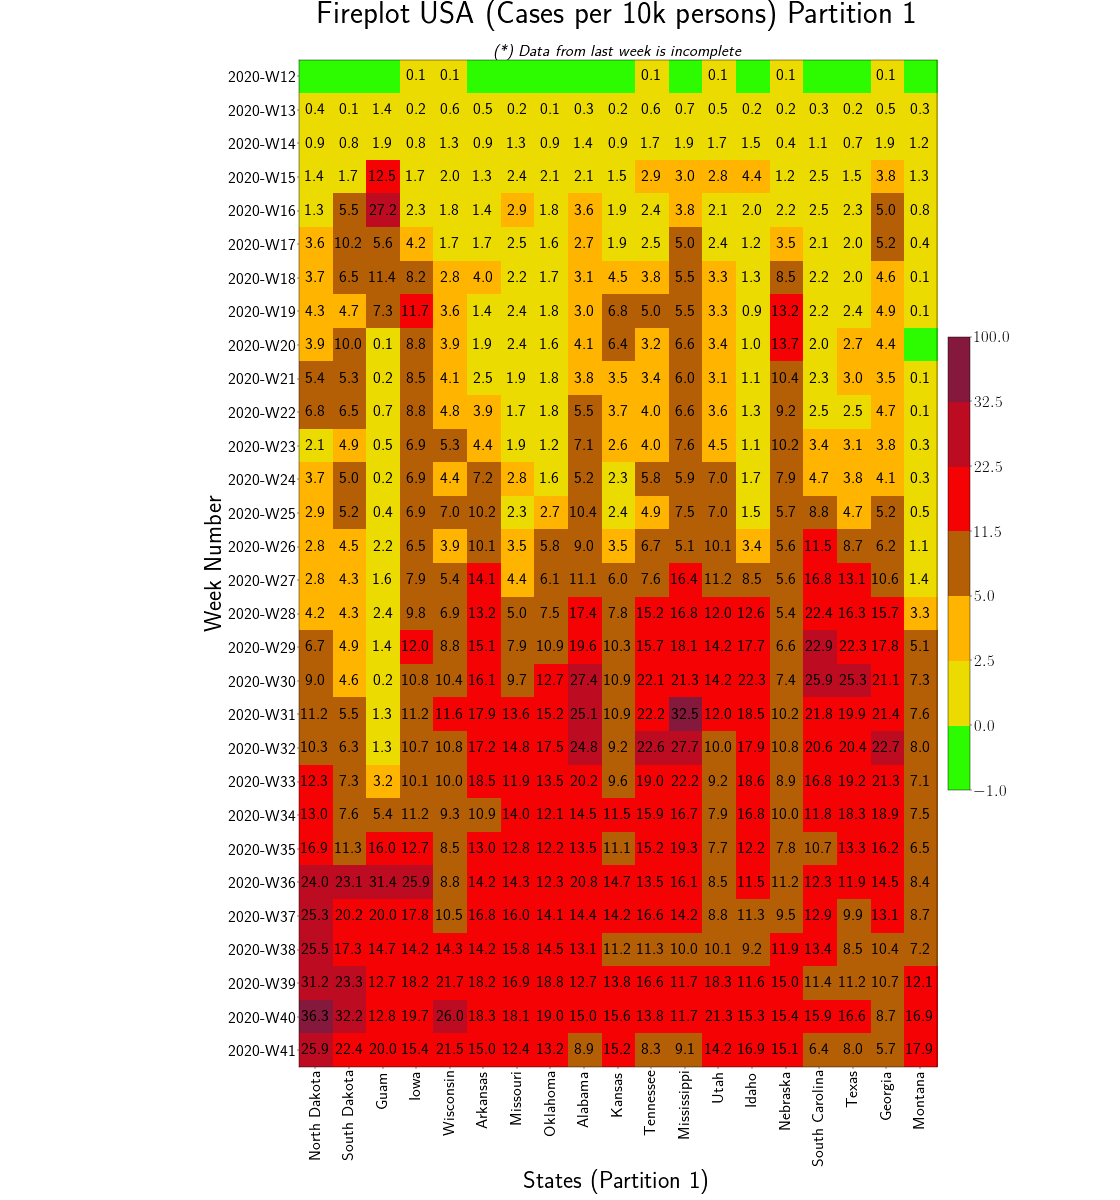 Fireplot USA (Cases per 10k persons) Partition 1
(*) Data from last week is incomplete
2020-W12 0.1 0.1 0.1 0.1 0.1 0.1
2020-W13 0.4 0.1 1.4 0.2 0.6 0.5 0.2 0.1 0.3 0.2 0.6 0.7 0.5 0.2 0.2 0.3 0.2 0.5 0.3
2020-W14 0.9 0.8 1.9 0.8 1.3 0.9 1.3 0.9 1.4 0.9 1.7 1.9 1.7 1.5 0.4 1.1 0.7 1.9 1.2
2020-W15 1.4 1.7 12.5 1.7 2.0 1.3 2.4 2.1 2.1 1.5 2.9 3.0 2.8 4.4 1.2 2.5 1.5 3.8 1.3
2020-W16 1.3 5.5 27.2 2.3 1.8 1.4 2.9 1.8 3.6 1.9 2.4 3.8 2.1 2.0 2.2 2.5 2.3 5.0 0.8
2020-W17 3.6 10.2 5.6 4.2 1.7 1.7 2.5 1.6 2.7 1.9 2.5 5.0 2.4 1.2 3.5 2.1 2.0 5.2 0.4
2020-W18 3.7 6.5 11.4 8.2 2.8 4.0 2.2 1.7 3.1 4.5 3.8 5.5 3.3 1.3 8.5 2.2 2.0 4.6 0.1
2020-W19 4.3 4.7 7.3 11.7 3.6 1.4 2.4 1.8 3.0 6.8 5.0 5.5 3.3 0.9 13.2 2.2 2.4 4.9 0.1
2020-W20 3.9 10.0 0.1 8.8 3.9 1.9 2.4 1.6 4.1 6.4 3.2 6.6 3.4 1.0 13.7 2.0 2.7 4.4
2020-W21 5.4 5.3 0.2 8.5 4.1 2.5 1.9 1.8 3.8 3.5 3.4 6.0 3.1 1.1 10.4 2.3 3.0 3.5 0.1
2020-W22 6.8 6.5 0.7 8.8 4.8 3.9 1.7 1.8 5.5 3.7 4.0 6.6 3.6 1.3 9.2 2.5 2.5 4.7 0.1
2020-W23 2.1 4.9 0.5 6.9 5.3 4.4 1.9 1.2 7.1 2.6 4.0 7.6 4.5 1.1 10.2 3.4 3.1 3.8 0.3
2020-W24 3.7 5.0 0.2 6.9 4.4 7.2 2.8 1.6 5.2 2.3 5.8 5.9 7.0 1.7 7.9 4.7 3.8 4.1 0.3
2020-W25 2.9 5.2 0.4 6.9 7.0 10.2 2.3 2.7 10.4 2.4 4.9 7.5 7.0 1.5 5.7 8.8 4.7 5.2 0.5
2020-W26 2.8 4.5 2.2 6.5 3.9 10.1 3.5 5.8 9.0 3.5 6.7 5.1 10.1 3.4 5.6 11.5 8.7 6.2 1.1
2020-W27 2.8 4.3 1.6 7.9 5.4 14.1 4.4 6.1 11.1 6.0 7.6 16.4 11.2 8.5 5.6 16.8 13.1 10.6 1.4
2020-W28 4.2 4.3 2.4 9.8 6.9 13.2 5.0 7.5 17.4 7.8 15.2 16.8 12.0 12.6 5.4 22.4 16.3 15.7 3.3
2020-W29 6.7 4.9 1.4 12.0 8.8 15.1 7.9 10.9 19.6 10.3 15.7 18.1 14.2 17.7 6.6 22.9 22.3 17.8 5.1
2020-W30 9.0 4.6 0.2 10.8 10.4 16.1 9.7 12.7 27.4 10.9 22.1 21.3 14.2 22.3 7.4 25.9 25.3 21.1 7.3
2020-W31 11.2 5.5 1.3 11.2 11.6 17.9 13.6 15.2 25.1 10.9 22.2 32.5 12.0 18.5 10.2 21.8 19.9 21.4 7.6
2020-W32 10.3 6.3 1.3 10.7 10.8 17.2 14.8 17.5 24.8 9.2 22.6 27.7 10.0 17.9 10.8 20.6 20.4 22.7 8.0
2020-W33 12.3 7.3 3.2 10.1 10.0 18.5 11.9 13.5 20.2 9.6 19.0 22.2 9.2 18.6 8.9 16.8 19.2 21.3 7.1
2020-W34 13.0 7.6 5.4 11.2 9.3 10.9 14.0 12.1 14.5 11.5 15.9 16.7 7.9 16.8 10.0 11.8 18.3 18.9 7.5
2020-W35 16.9 11.3 16.0 12.7 8.5 13.0 12.8 12.2 13.5 11.1 15.2 19.3 7.7 12.2 7.8 10.7 13.3 16.2 6.5
2020-W36 24.0 23.1 31.4 25.9 8.8 14.2 14.3 12.3 20.8 14.7 13.5 16.1 8.5 11.5 11.2 12.3 11.9 14.5 8.4
2020-W37 25.3 20.2 20.0 17.8 10.5 16.8 16.0 14.1 14.4 14.2 16.6 14.2 8.8 11.3 9.5 12.9 9.9 13.1 8.7
2020-W38 25.5 17.3 14.7 14.2 14.3 14.2 15.8 14.5 13.1 11.2 11.3 10.0 10.1 9.2 11.9 13.4 8.5 10.4 7.2
2020-W39 31.2 23.3 12.7 18.2 21.7 18.2 16.9 18.8 12.7 13.8 16.6 11.7 18.3 11.6 15.0 11.4 11.2 10.7 12.1
2020-W40 36.3 32.2 12.8 19.7 26.0 18.3 18.1 19.0 15.0 15.6 13.8 11.7 21.3 15.3 15.4 15.9 16.6 8.7 16.9
2020-W41 25.9 22.4 20.0 15.4 21.5 15.0 12.4 13.2 8.9 15.2 8.3 9.1 14.2 16.9 15.1 6.4 8.0 5.7 17.9
Week Number
North Dakota
South Dakota
Guam
Iowa
Wisconsin
Arkansas
Missouri
Oklahoma
Alabama
Kansas
Tennessee
Mississippi
Utah
Idaho
Nebraska
South Carolina
Texas
Georgia
Montana
States (Partition 1)
100.0
32.5
22.5
11.5
5.0
2.5
0.0
−1.0